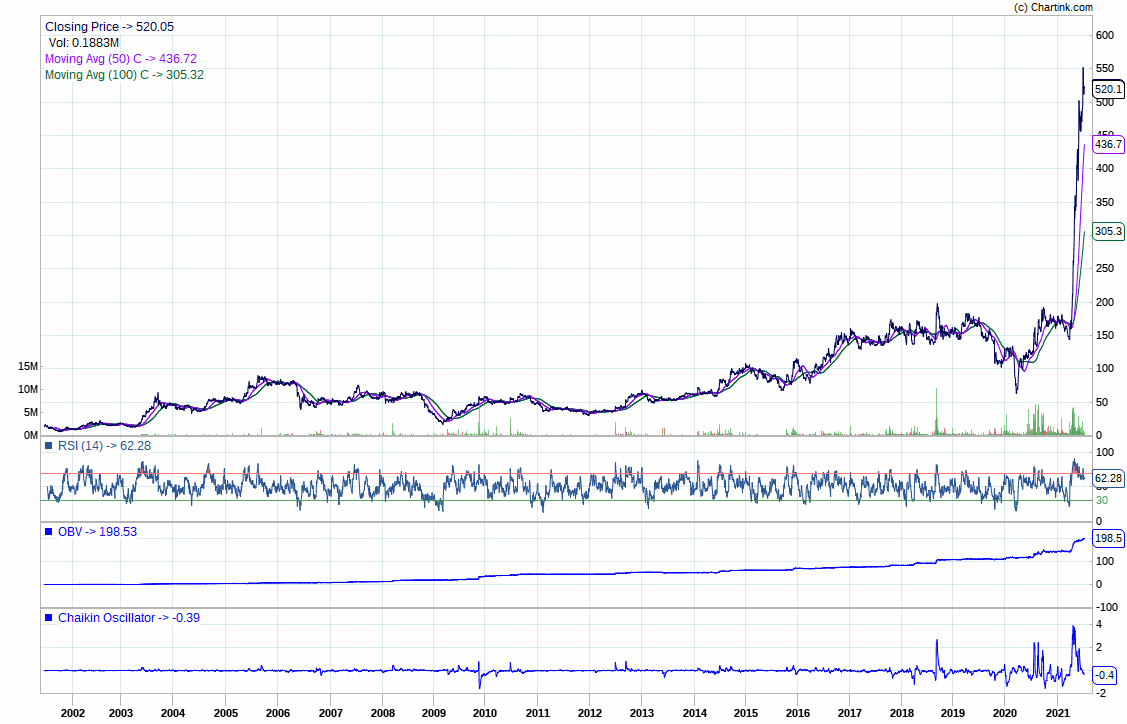 (c) Chartink.com
Closing Price -> 520.05
Vol: 0.1883M
Moving Avg (50) C -> 436.72
Moving Avg (100) C -> 305.32
600
550
520.1
500
450
436.7
400
350
305.3
250
200
150
100
50
0
15M
10M
5M
0M
RSI (14) -> 62.28
100
62.28
50
30
0
OBV -> 198.53
198.5
100
0
-100
Chaikin Oscillator -> -0.39
4
2
-0.4
-2
2002 2003 2004 2005 2006 2007 2008 2009 2010 2011 2012 2013 2014 2015 2016 2017 2018 2019 2020 2021